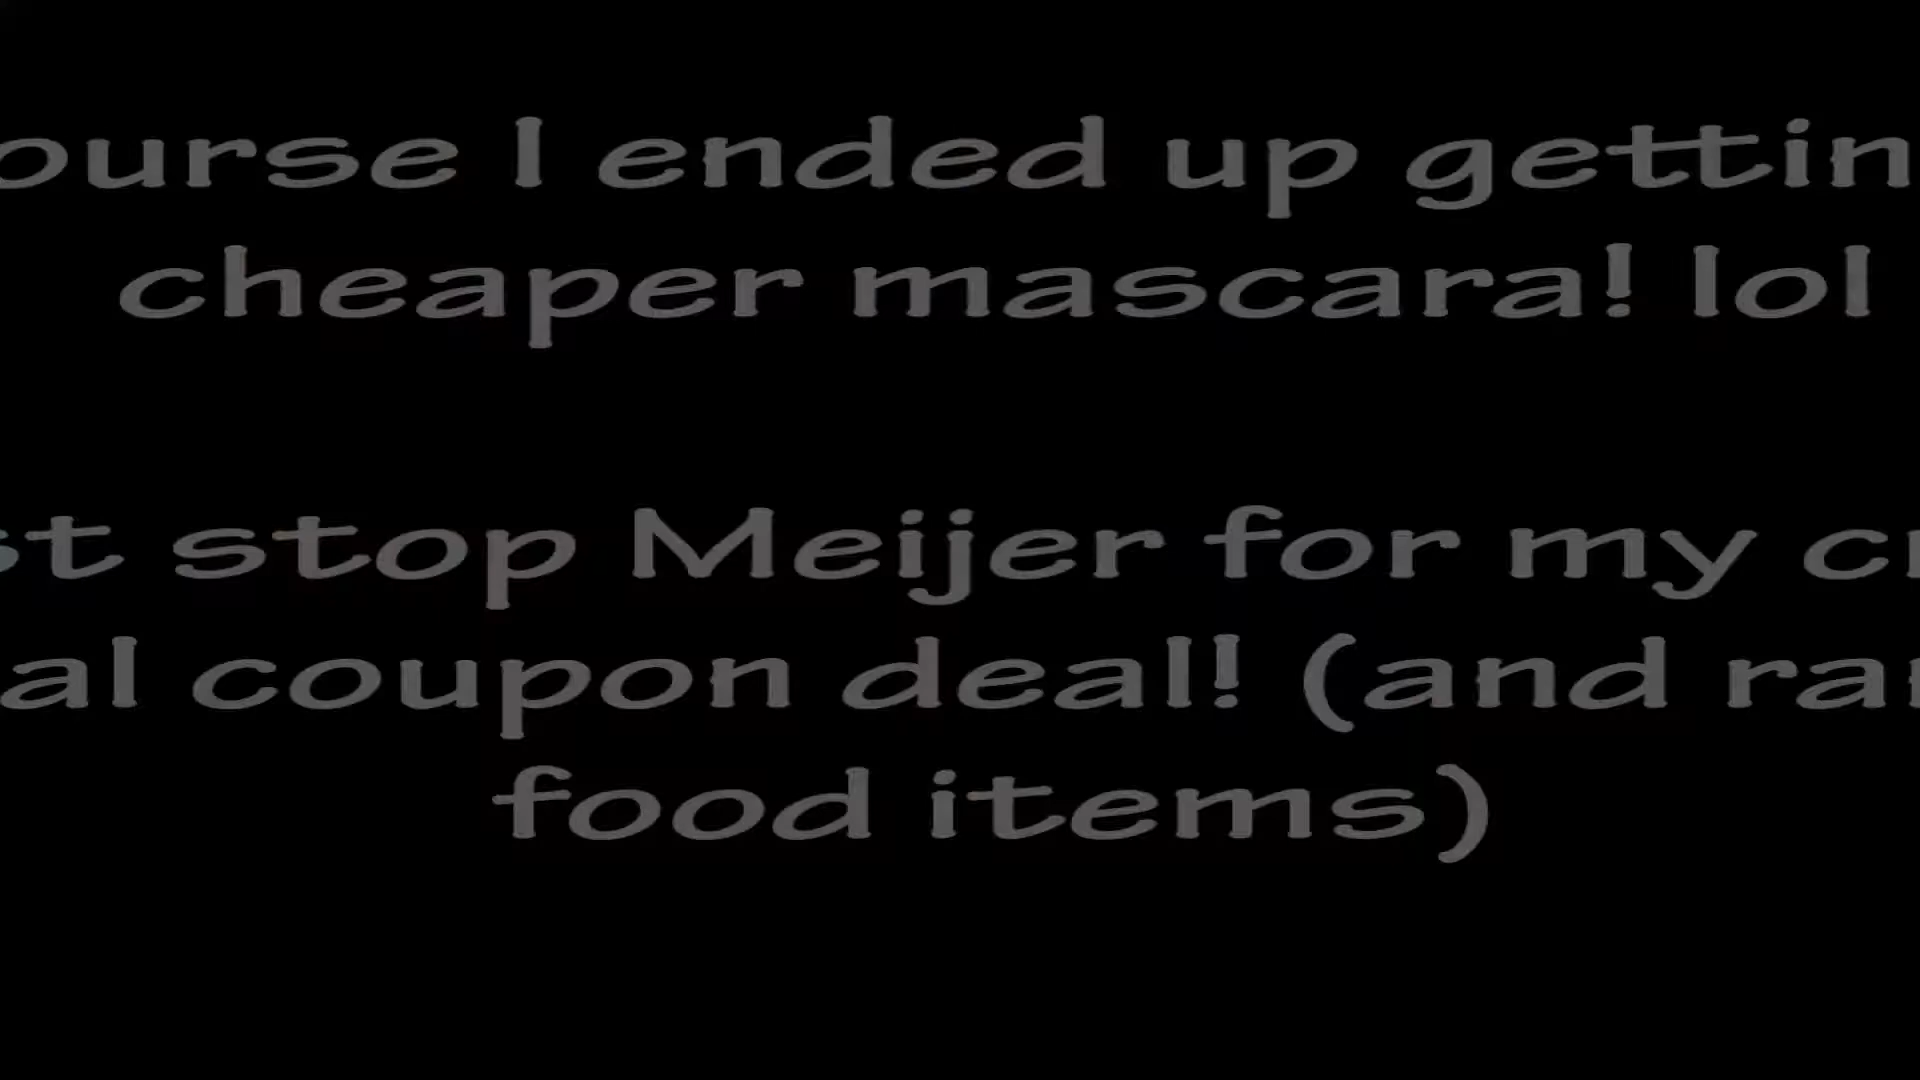 ourse I ended up gettin
cheaper mascara! lol
st stop Meijer for my c
al coupon deal! (and ra
food items)